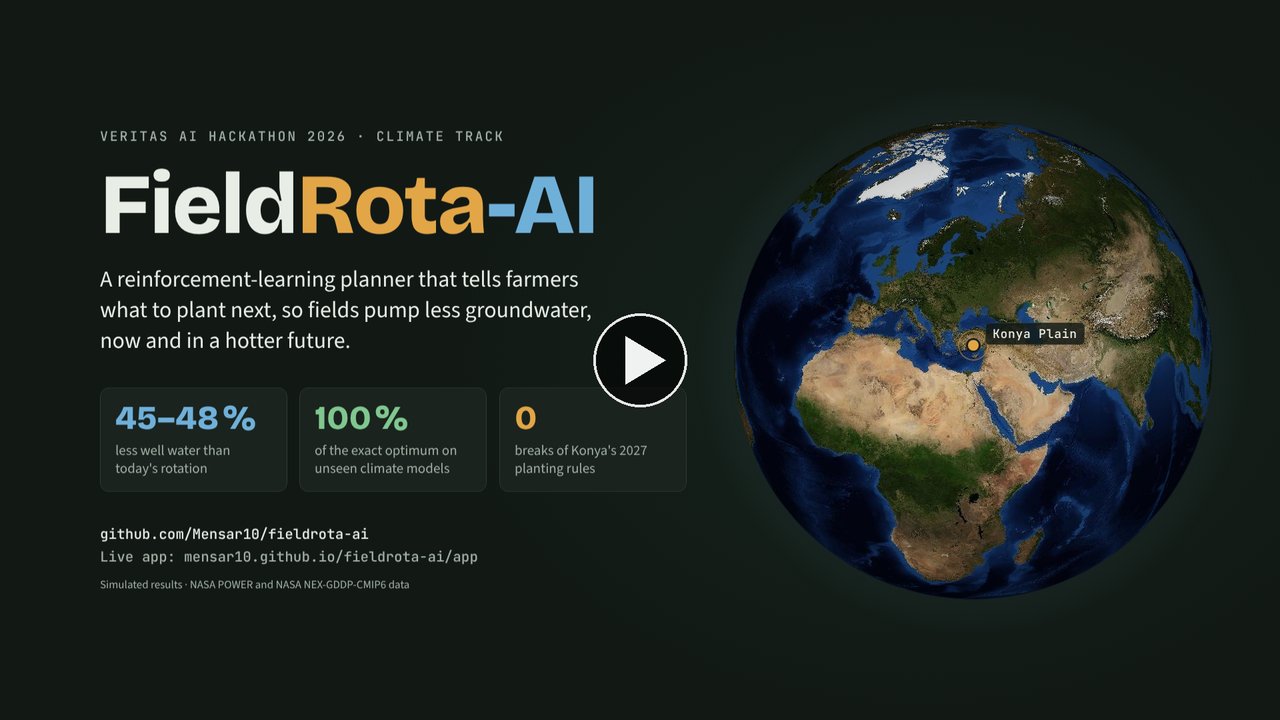 VERITAS AI HACKATHON 2026 · CLIMATE TRACK
FieldRota-AI
A reinforcement-learning planner that tells farmers
what to plant next, so fields pump less groundwater,
now and in a hotter future.
45–48 %
less well water than
today's rotation
100 %
of the exact optimum on
unseen climate models
0
breaks of Konya's 2027
planting rules
github.com/Mensar10/fieldrota-ai
Live app: mensar10.github.io/fieldrota-ai/app
Simulated results · NASA POWER and NASA NEX-GDDP-CMIP6 data
Konya Plain